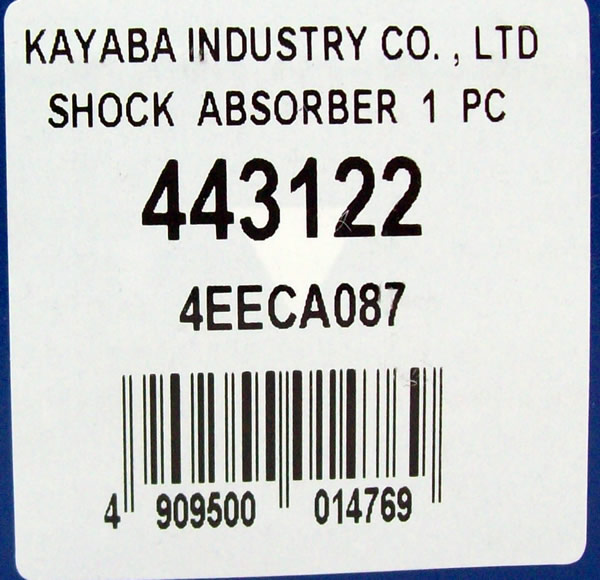 KAYABA INDUSTRY CO. , LTD
SHOCK ABSORBER 1 PC
443122
4EECA087
4 909500 014769